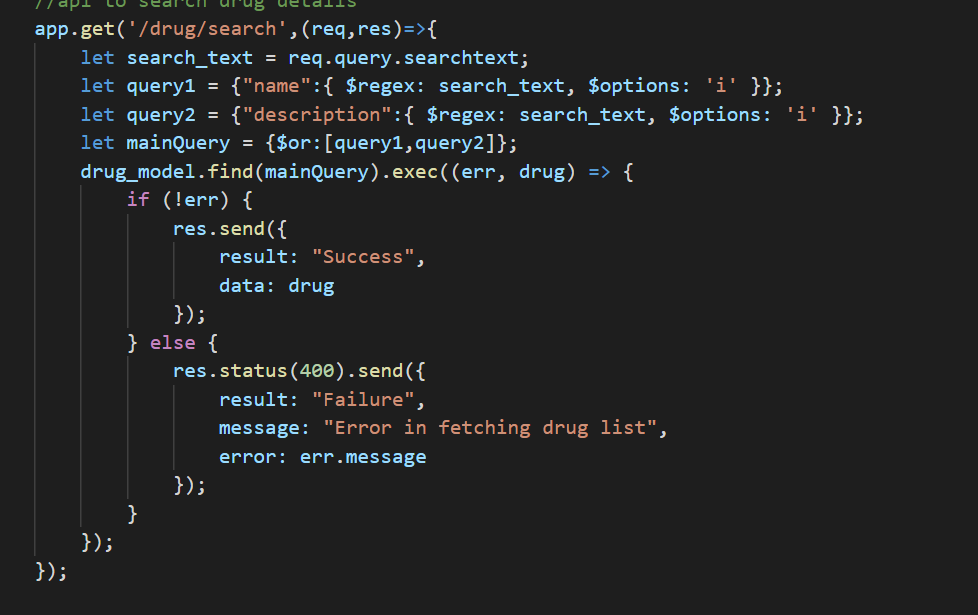 //api to search drug details
app.get('/drug/search',(req,res)=>{
let search_text = req.query.searchtext;
let query1 = {"name":{ $regex: search_text, $options: 'i' }};
let query2 = {"description":{ $regex: search_text, $options: 'i' }};
let mainQuery = {$or:[query1,query2]};
drug_model.find(mainQuery).exec((err, drug) => {
if (!err) {
res.send({
result: "Success",
data: drug
});
} else {
res.status(400).send({
result: "Failure",
message: "Error in fetching drug list",
error: err.message
});
}
});
});